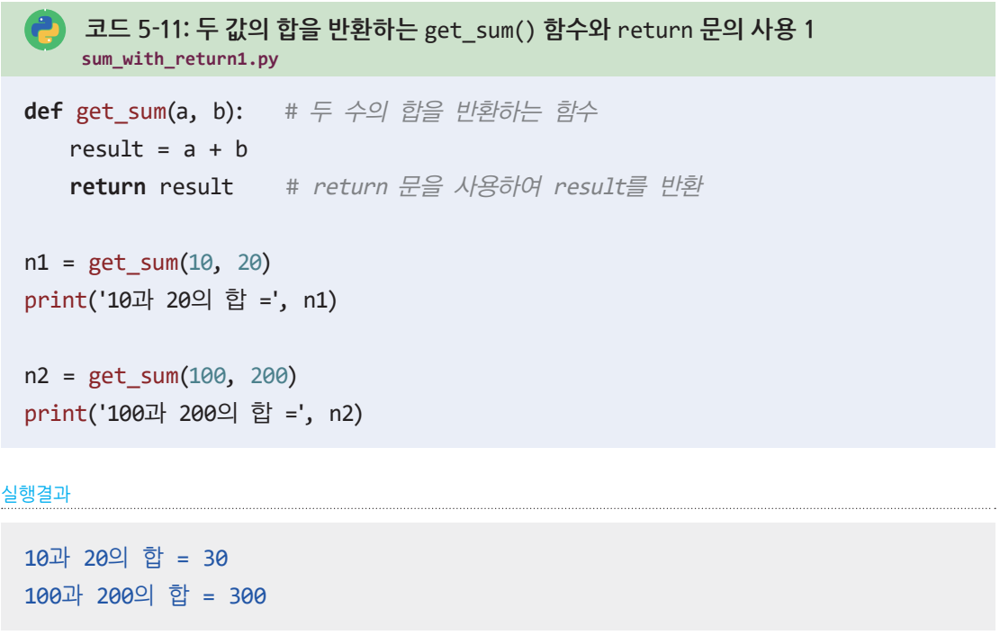 코드 5-11: 두 값의 합을 반환하는 get_sum() 함수와 return 문의 사용 1
sum_with_return1.py
def get_sum(a, b):   # 두 수의 합을 반환하는 함수
    result = a + b
    return result    # return 문을 사용하여 result를 반환
n1 = get_sum(10, 20)
print('10과 20의 합 =', n1)
n2 = get_sum(100, 200)
print('100과 200의 합 =', n2)
실행결과
10과 20의 합 = 30
100과 200의 합 = 300